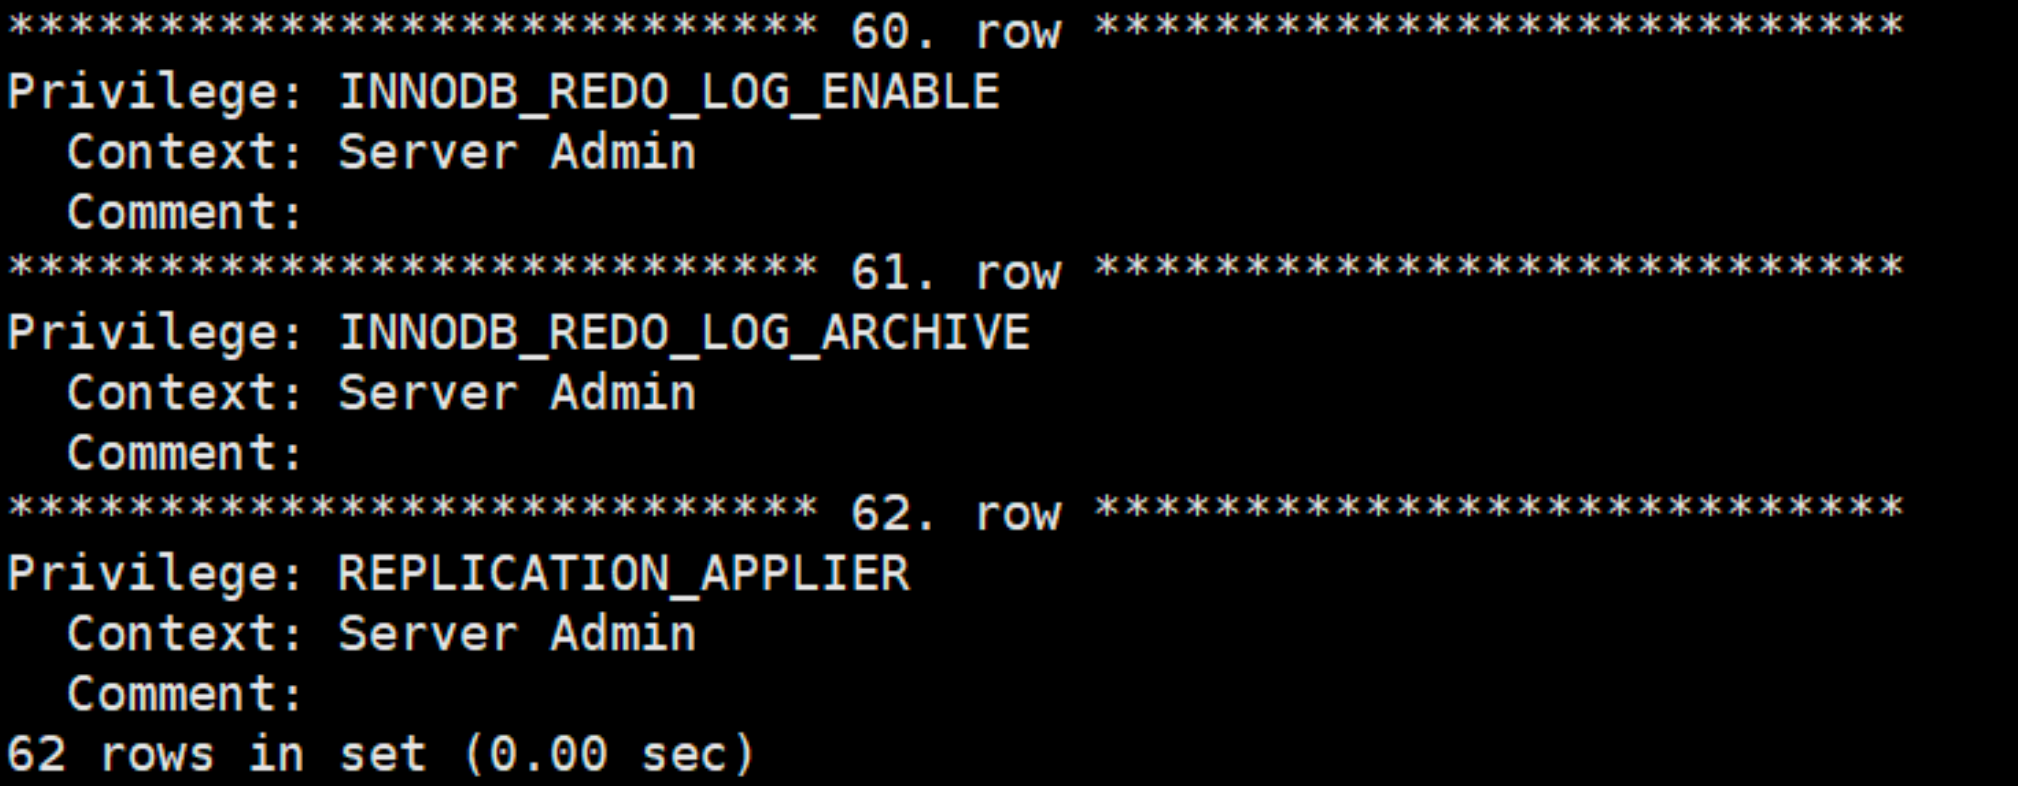 *************************** 60. row ***************************
Privilege: INNODB_REDO_LOG_ENABLE
  Context: Server Admin
  Comment:
*************************** 61. row ***************************
Privilege: INNODB_REDO_LOG_ARCHIVE
  Context: Server Admin
  Comment:
*************************** 62. row ***************************
Privilege: REPLICATION_APPLIER
  Context: Server Admin
  Comment:
62 rows in set (0.00 sec)